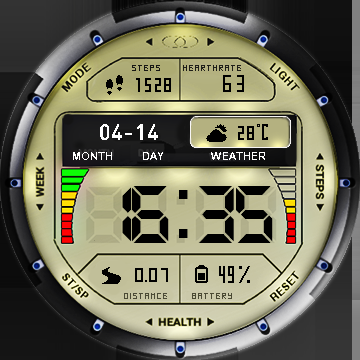 STEPS
1528
HEARTHRATE
63
MODE
LIGHT
04-14
28°C
MONTH
DAY
WEATHER
WEEK
STEPS
16:35
0.07
DISTANCE
49%
BATTERY
ST/SP
RESET
HEALTH